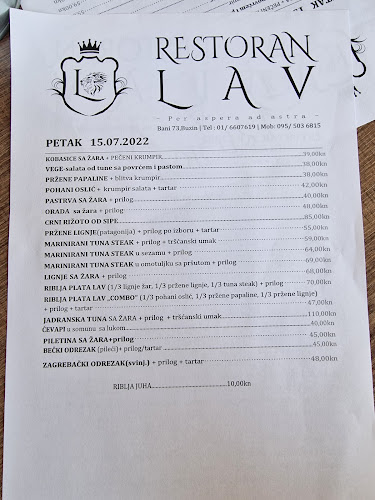 RESTORAN
L
LAV
- Per aspera ad astra -
Bani 73,Buzin | Tel : 01/ 6607619 | Mob: 095/ 503 6815
PETAK 15.07.2022
KOBASICE SA ŽARA + PEČENI KRUMPIR 39,00kn
VEGE-salata od tune sa povrćem i pastom 38,00kn
PRŽENE PAPALINE + blitva krumpir 38,00kn
POHANI OSLIĆ + krumpir salata + tartar 42,00kn
PASTRVA SA ŽARA + prilog 40,00kn
ORADA sa žara + prilog 48,00kn
CRNI RIŽOTO OD SIPE 85,00kn
PRŽENE LIGNJE(patagonija) + prilog po izboru + tartar 55,00kn
MARINIRANI TUNA STEAK + prilog + tršćanski umak 59,00kn
MARINIRANI TUNA STEAK u sezamu + prilog 64,00kn
MARINIRANI TUNA STEAK u omotuljku sa pršutom + prilog 69,00kn
LIGNJE SA ŽARA + prilog 68,00kn
RIBLJA PLATA LAV (1/3 lignje žar, 1/3 pržene lignje, 1/3 tuna steak) + prilog 70,00kn
RIBLJA PLATA LAV „COMBO" (1/3 pohani oslić, 1/3 pržene papaline, 1/3 pržene lignje)
+ prilog + tartar 47,00kn
JADRANSKA TUNA SA ŽARA + prilog + tršćanski umak 110,00kn
ĆEVAPI u somunu sa lukom 40,00kn
PILETINA SA ŽARA+prilog 45,00kn
BEČKI ODREZAK (pileći)+ prilog/tartar 45,00kn
ZAGREBAČKI ODREZAK(svinj.) + prilog + tartar 48,00kn
RIBLJA JUHA 10,00kn